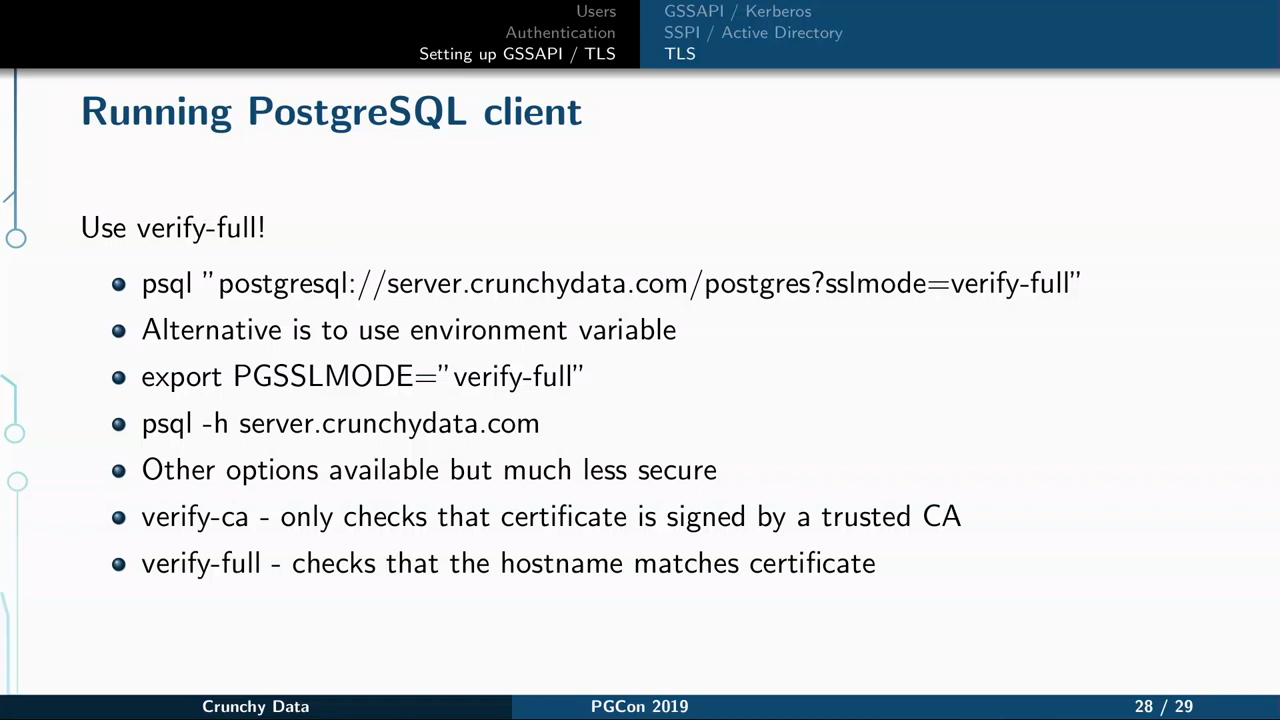 Users
Authentication
Setting up GSSAPI / TLS
GSSAPI / Kerberos
SSPI / Active Directory
TLS
Running PostgreSQL client
Use verify-full!
psql ”postgresql://server.crunchydata.com/postgres?sslmode=verify-full”
Alternative is to use environment variable
export PGSSLMODE=”verify-full”
psql -h server.crunchydata.com
Other options available but much less secure
verify-ca - only checks that certificate is signed by a trusted CA
verify-full - checks that the hostname matches certificate
Crunchy Data
PGCon 2019
28 / 29